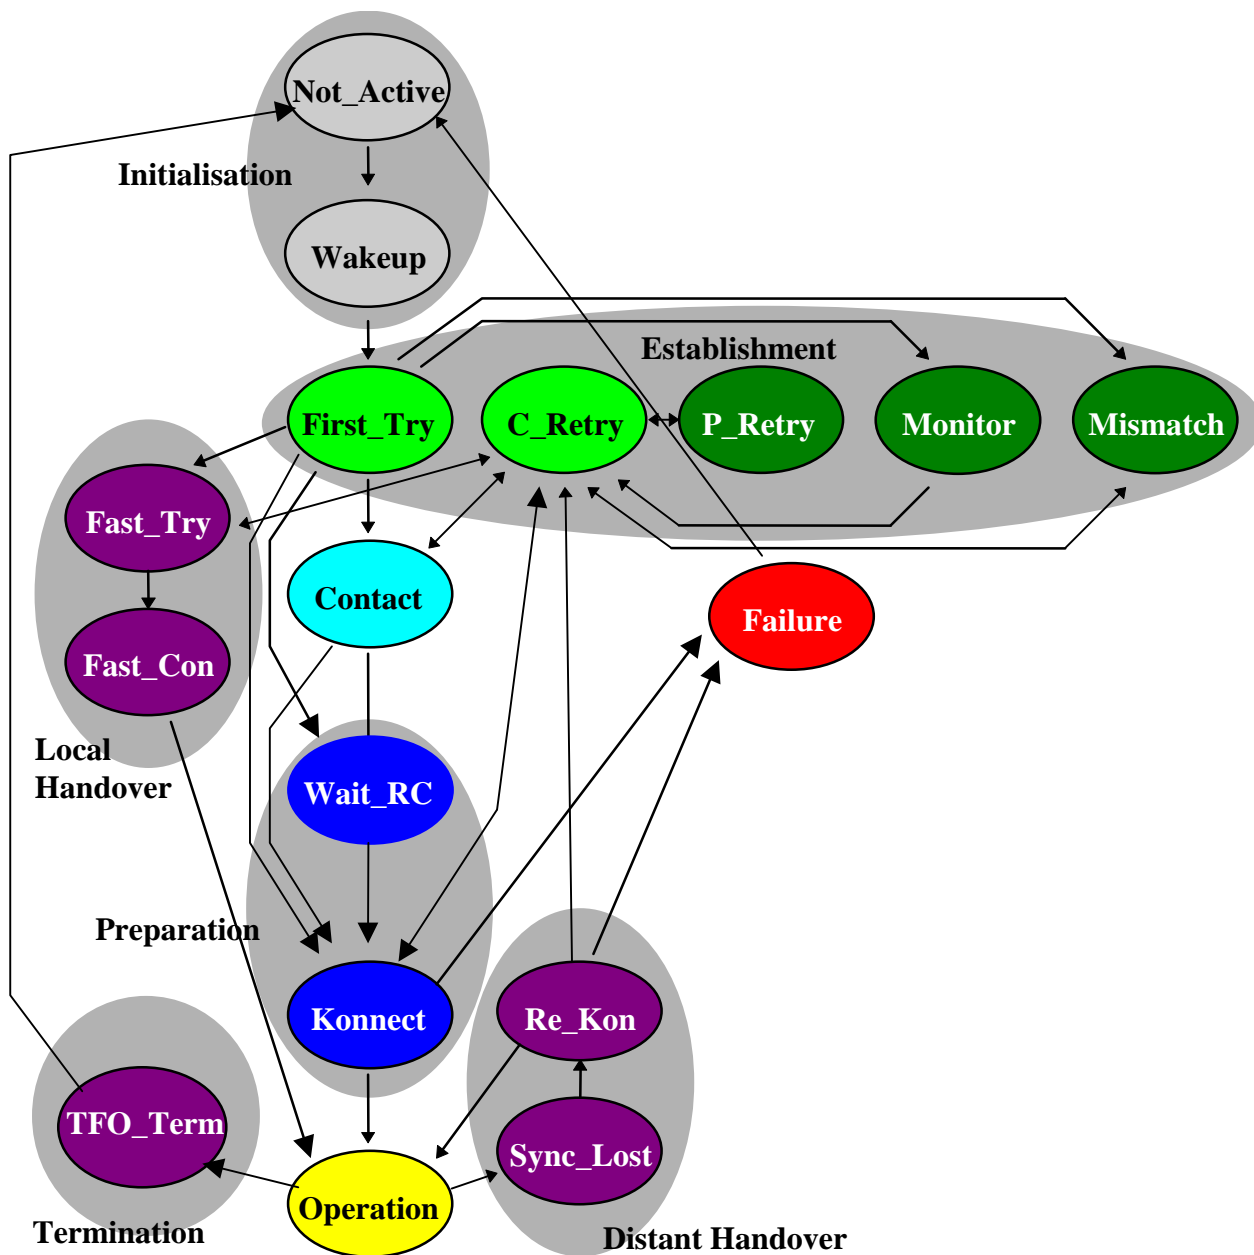 Not_Active
Initialisation
Wakeup
Establishment
First_Try
C_Retry
P_Retry
Monitor
Mismatch
Fast_Try
Contact
Failure
Fast_Con
Local
Handover
Wait_RC
Preparation
Konnect
Re_Kon
TFO_Term
Sync_Lost
Operation
Termination
Distant Handover